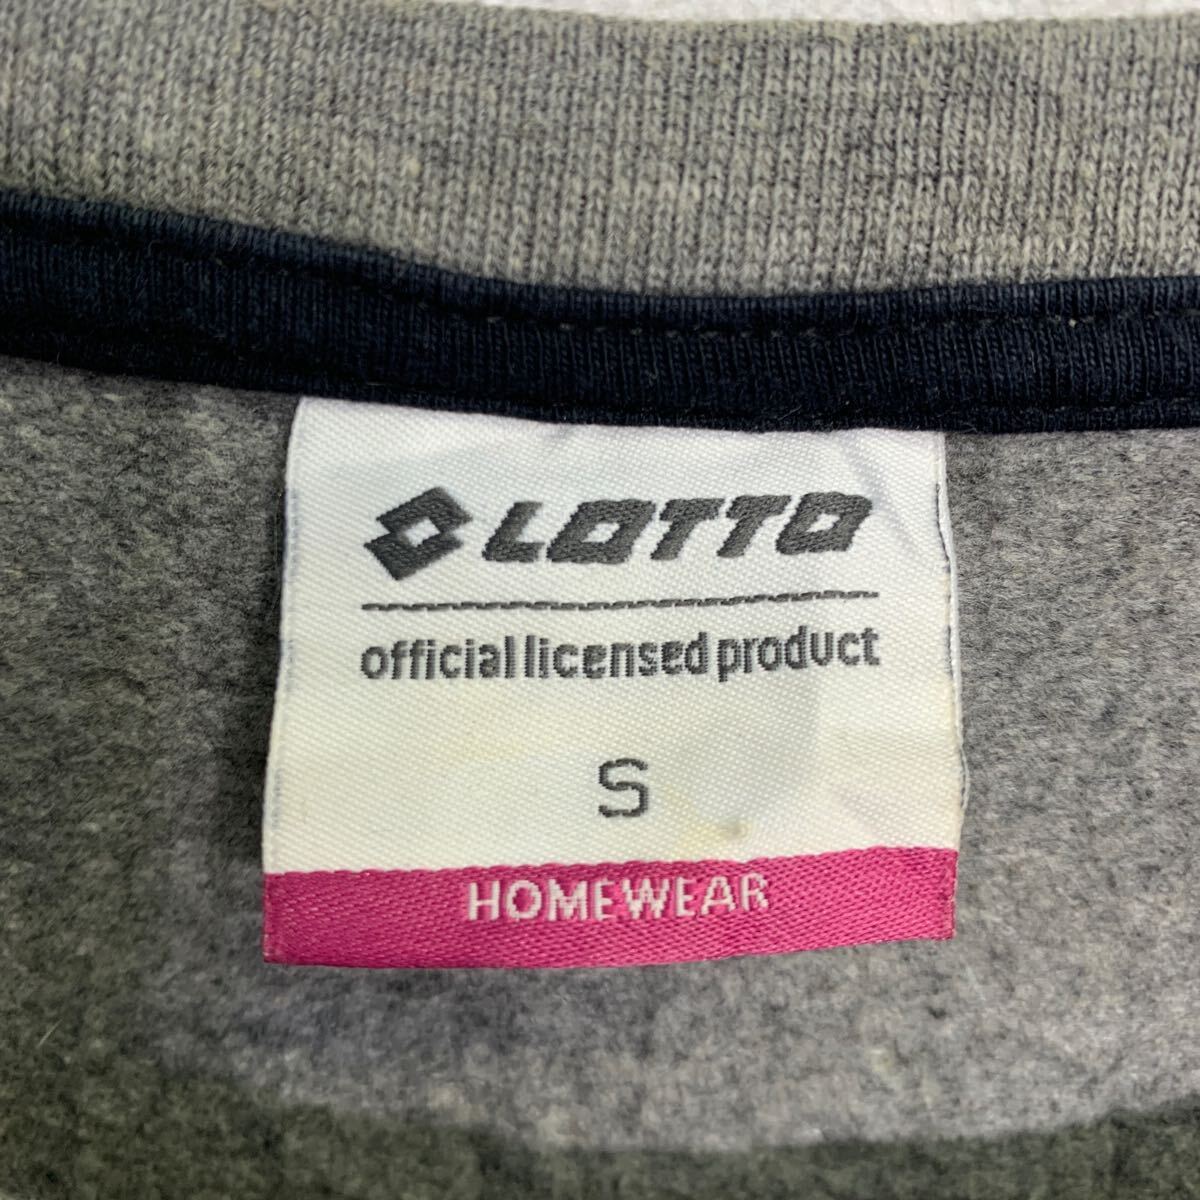 LOTTO
official licensed product
S
HOMEWEAR